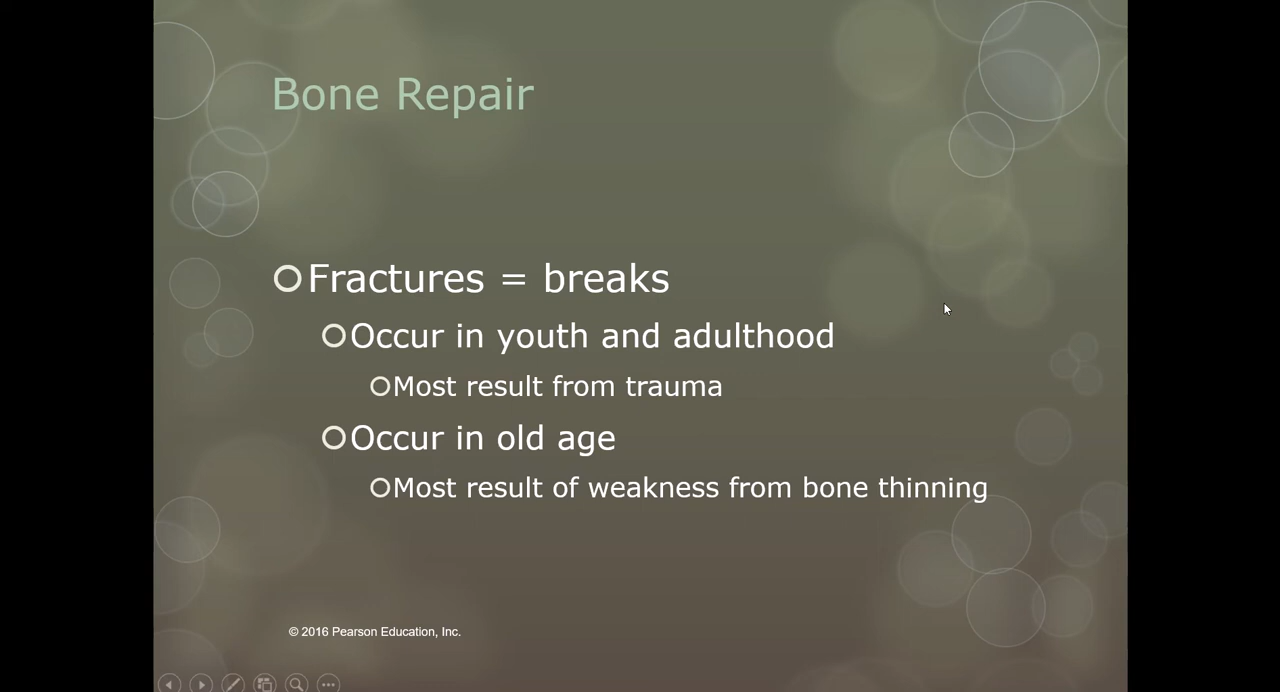 Bone Repair
Fractures = breaks
Occur in youth and adulthood
Most result from trauma
Occur in old age
Most result of weakness from bone thinning
© 2016 Pearson Education, Inc.